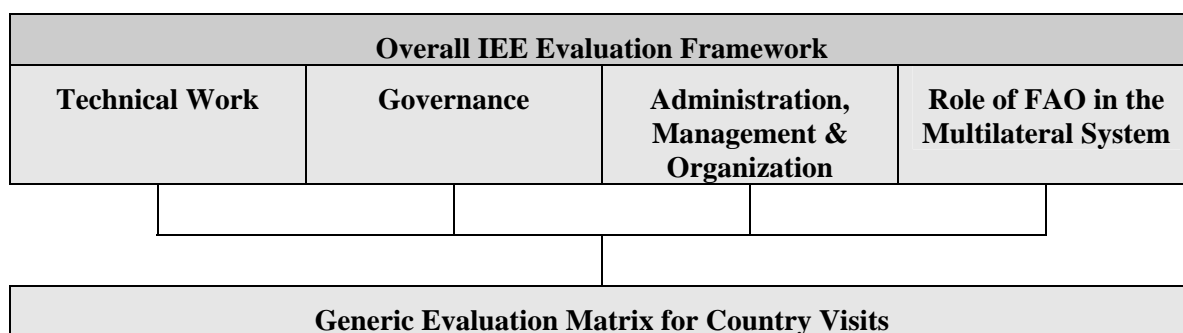 Overall IEE Evaluation Framework
Technical Work
Governance
Administration,
Management &
Organization
Role of FAO in the
Multilateral System
Generic Evaluation Matrix for Country Visits